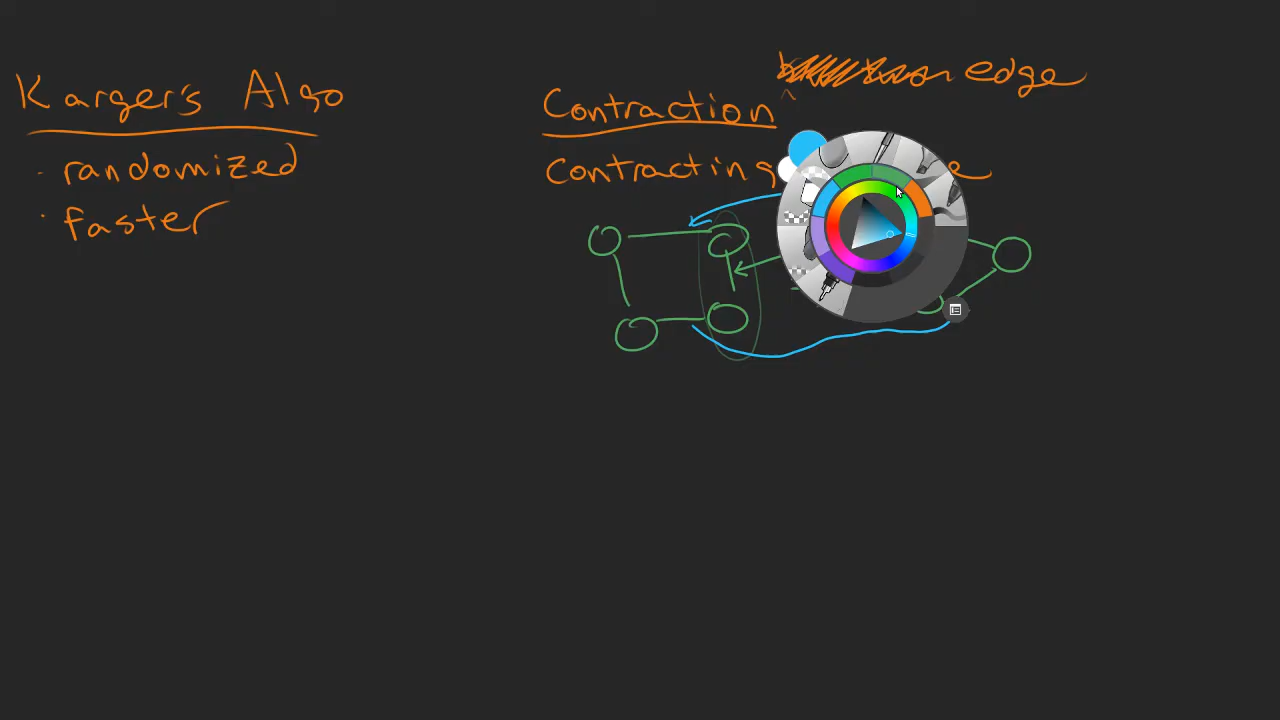 Karger's Algo
· randomized
· faster
edge
Contraction ^
Contracting